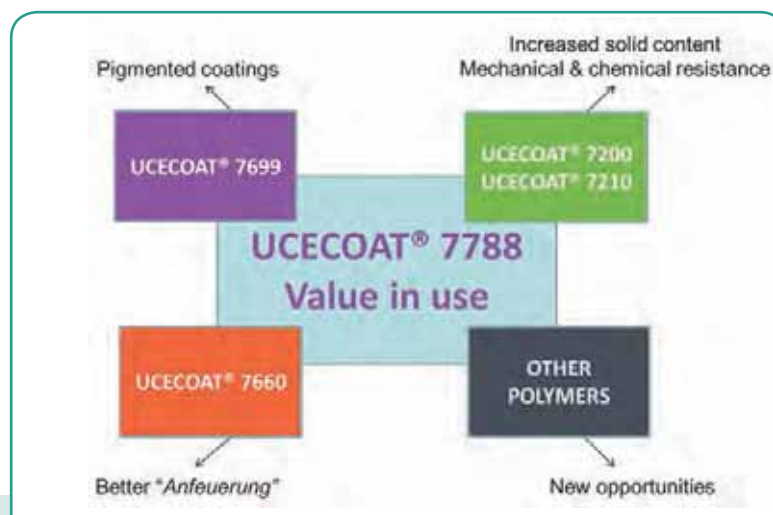 Increased solid content
Pigmented coatings
Mechanical & chemical resistance
UCECOAT® 7699
UCECOAT® 7200
UCECOAT® 7210
UCECOAT® 7788
Value in use
UCECOAT® 7660
OTHER
POLYMERS
Better "Anfeuerung"
New opportunities